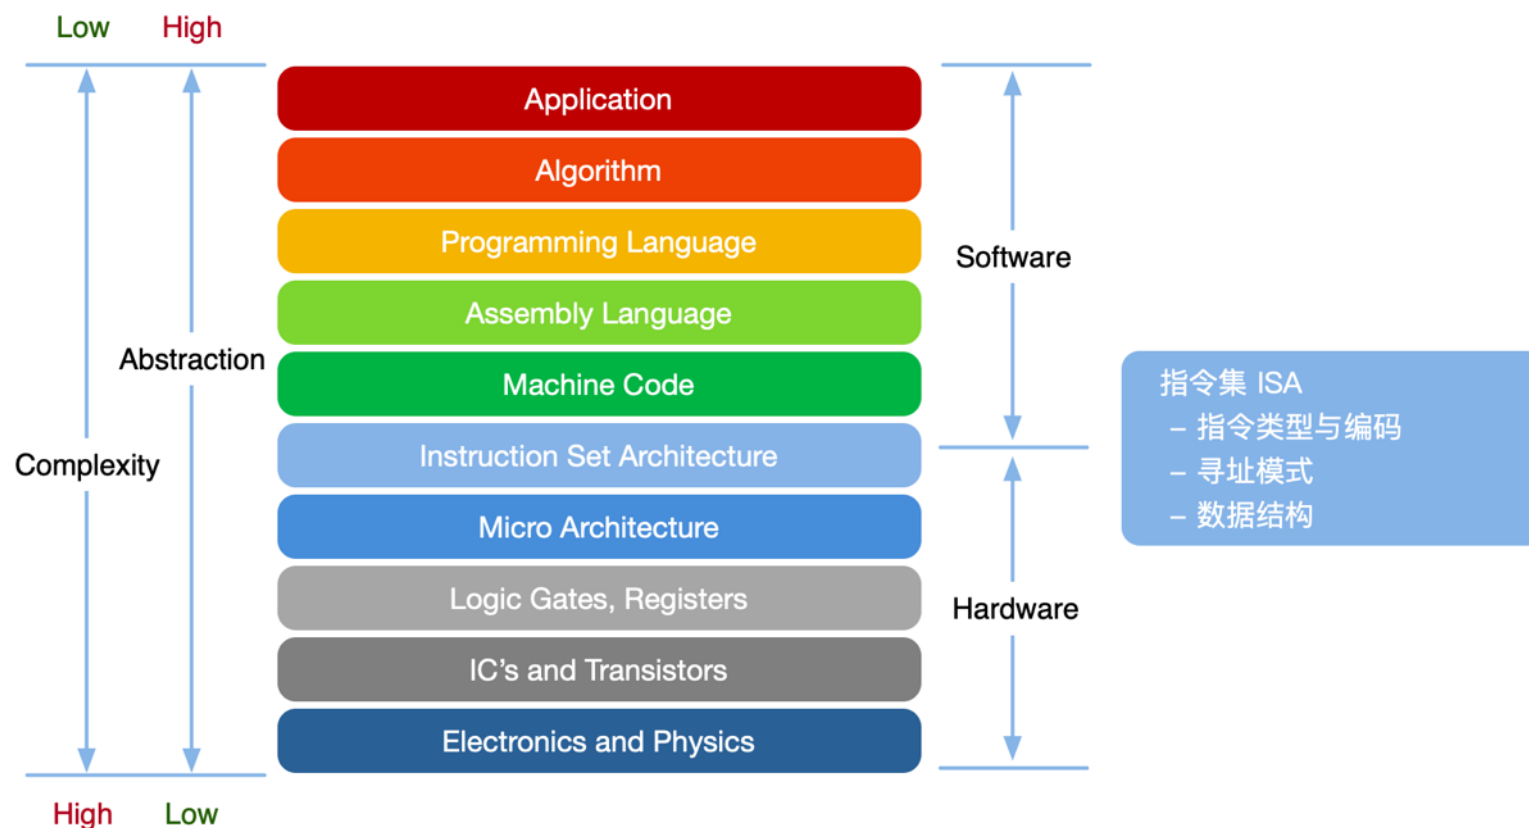 Low High
Application
Algorithm
Programming Language
Software
Assembly Language
Abstraction
Machine Code
指令集 ISA
– 指令类型与编码
– 寻址模式
– 数据结构
Complexity
Instruction Set Architecture
Micro Architecture
Logic Gates, Registers
Hardware
IC’s and Transistors
Electronics and Physics
High Low